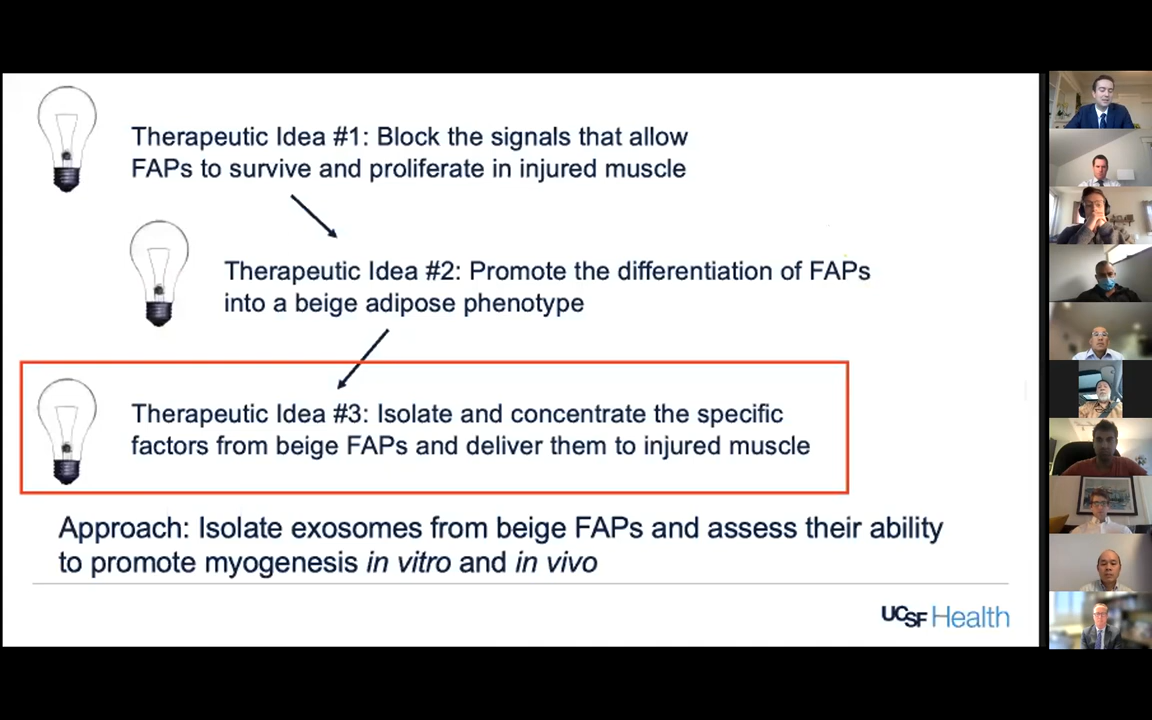 Therapeutic Idea #1: Block the signals that allow
FAPs to survive and proliferate in injured muscle
Therapeutic Idea #2: Promote the differentiation of FAPs
into a beige adipose phenotype
Therapeutic Idea #3: Isolate and concentrate the specific
factors from beige FAPs and deliver them to injured muscle
Approach: Isolate exosomes from beige FAPs and assess their ability
to promote myogenesis in vitro and in vivo
UCSF Health